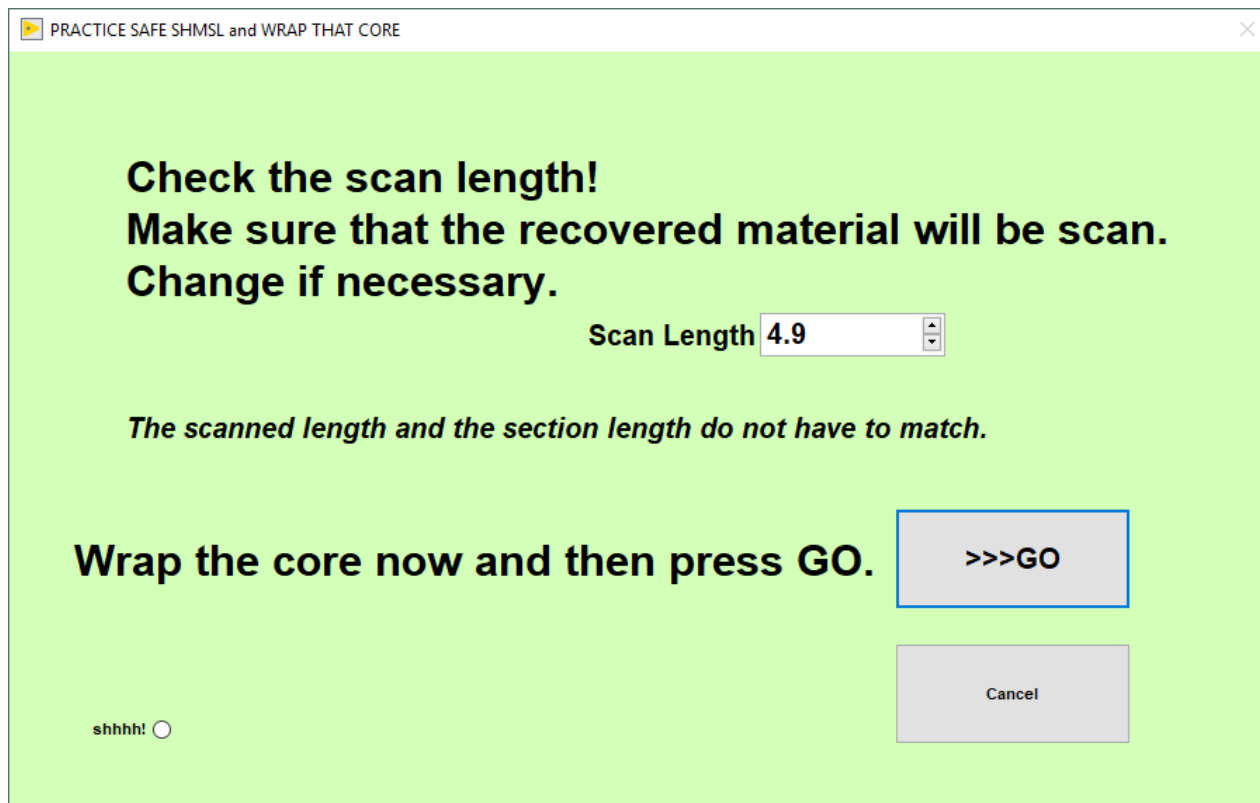 PRACTICE SAFE SHMSL and WRAP THAT CORE
Check the scan length!
Make sure that the recovered material will be scan.
Change if necessary.
Scan Length 4.9
The scanned length and the section length do not have to match.
Wrap the core now and then press GO.
>>>GO
Cancel
shhhh!